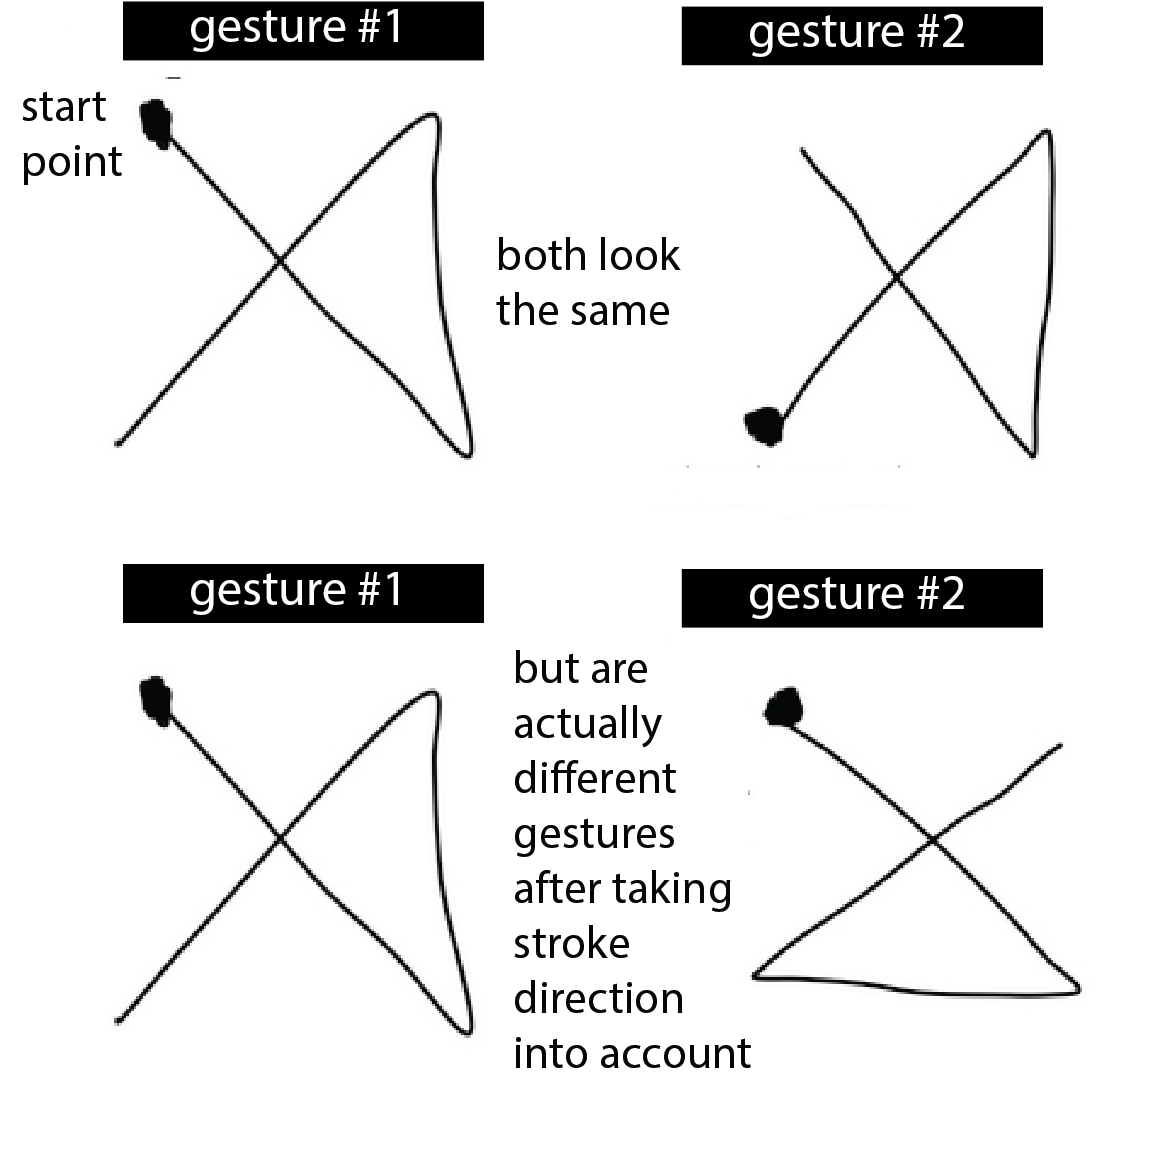 gesture #1
gesture #2
start
point
both look
the same
gesture #1
gesture #2
but are
actually
different
gestures
after taking
stroke
direction
into account